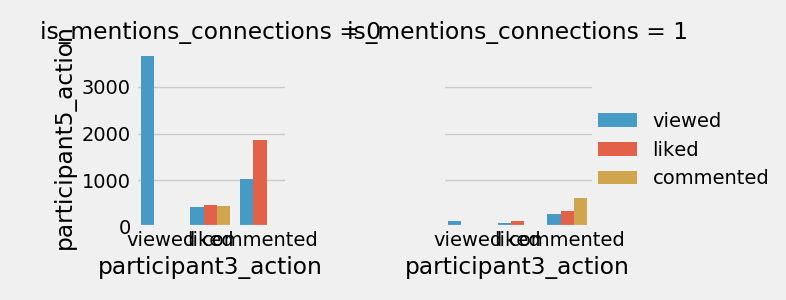 is_mentions_connections = 0
is_mentions_connections = 1
participant5_action
3000
2000
1000
0
viewed
liked
commented
viewed
liked
commented
participant3_action
participant3_action
viewed
liked
commented